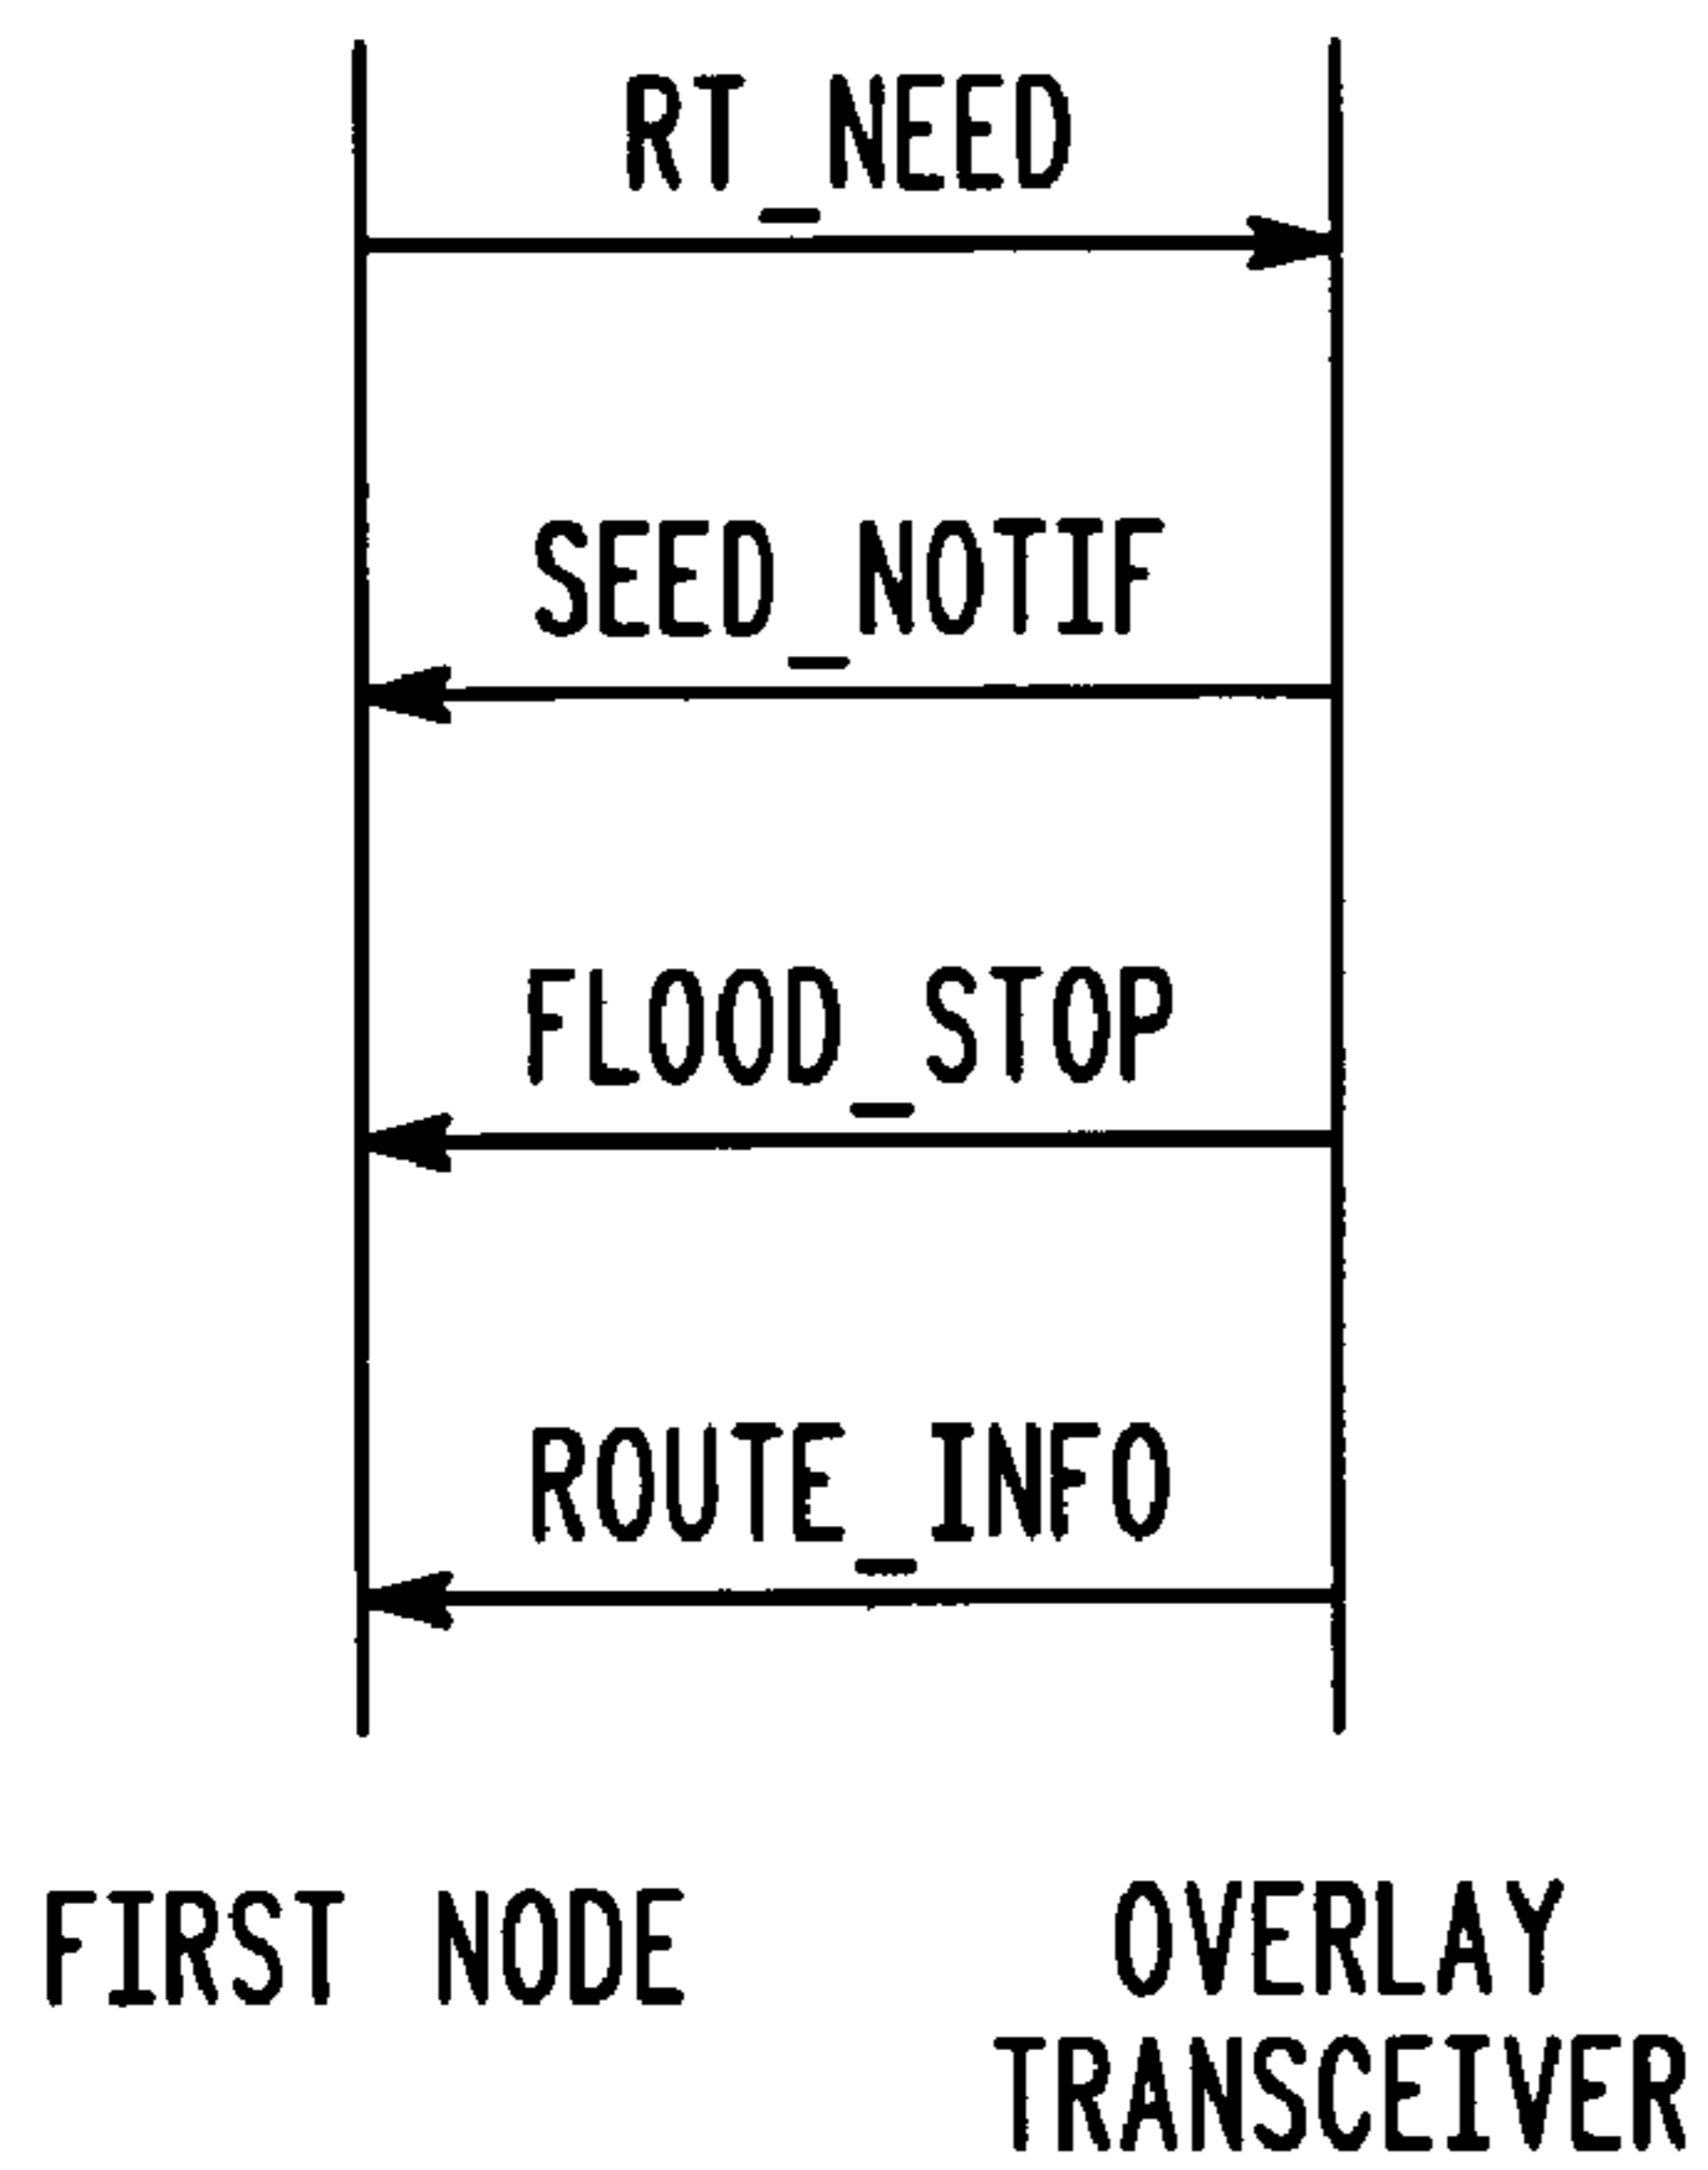 RT_NEED
SEED_NOTIF
FLOOD_STOP
ROUTE_INFO
FIRST NODE
OVERLAY
TRANSCEIVER